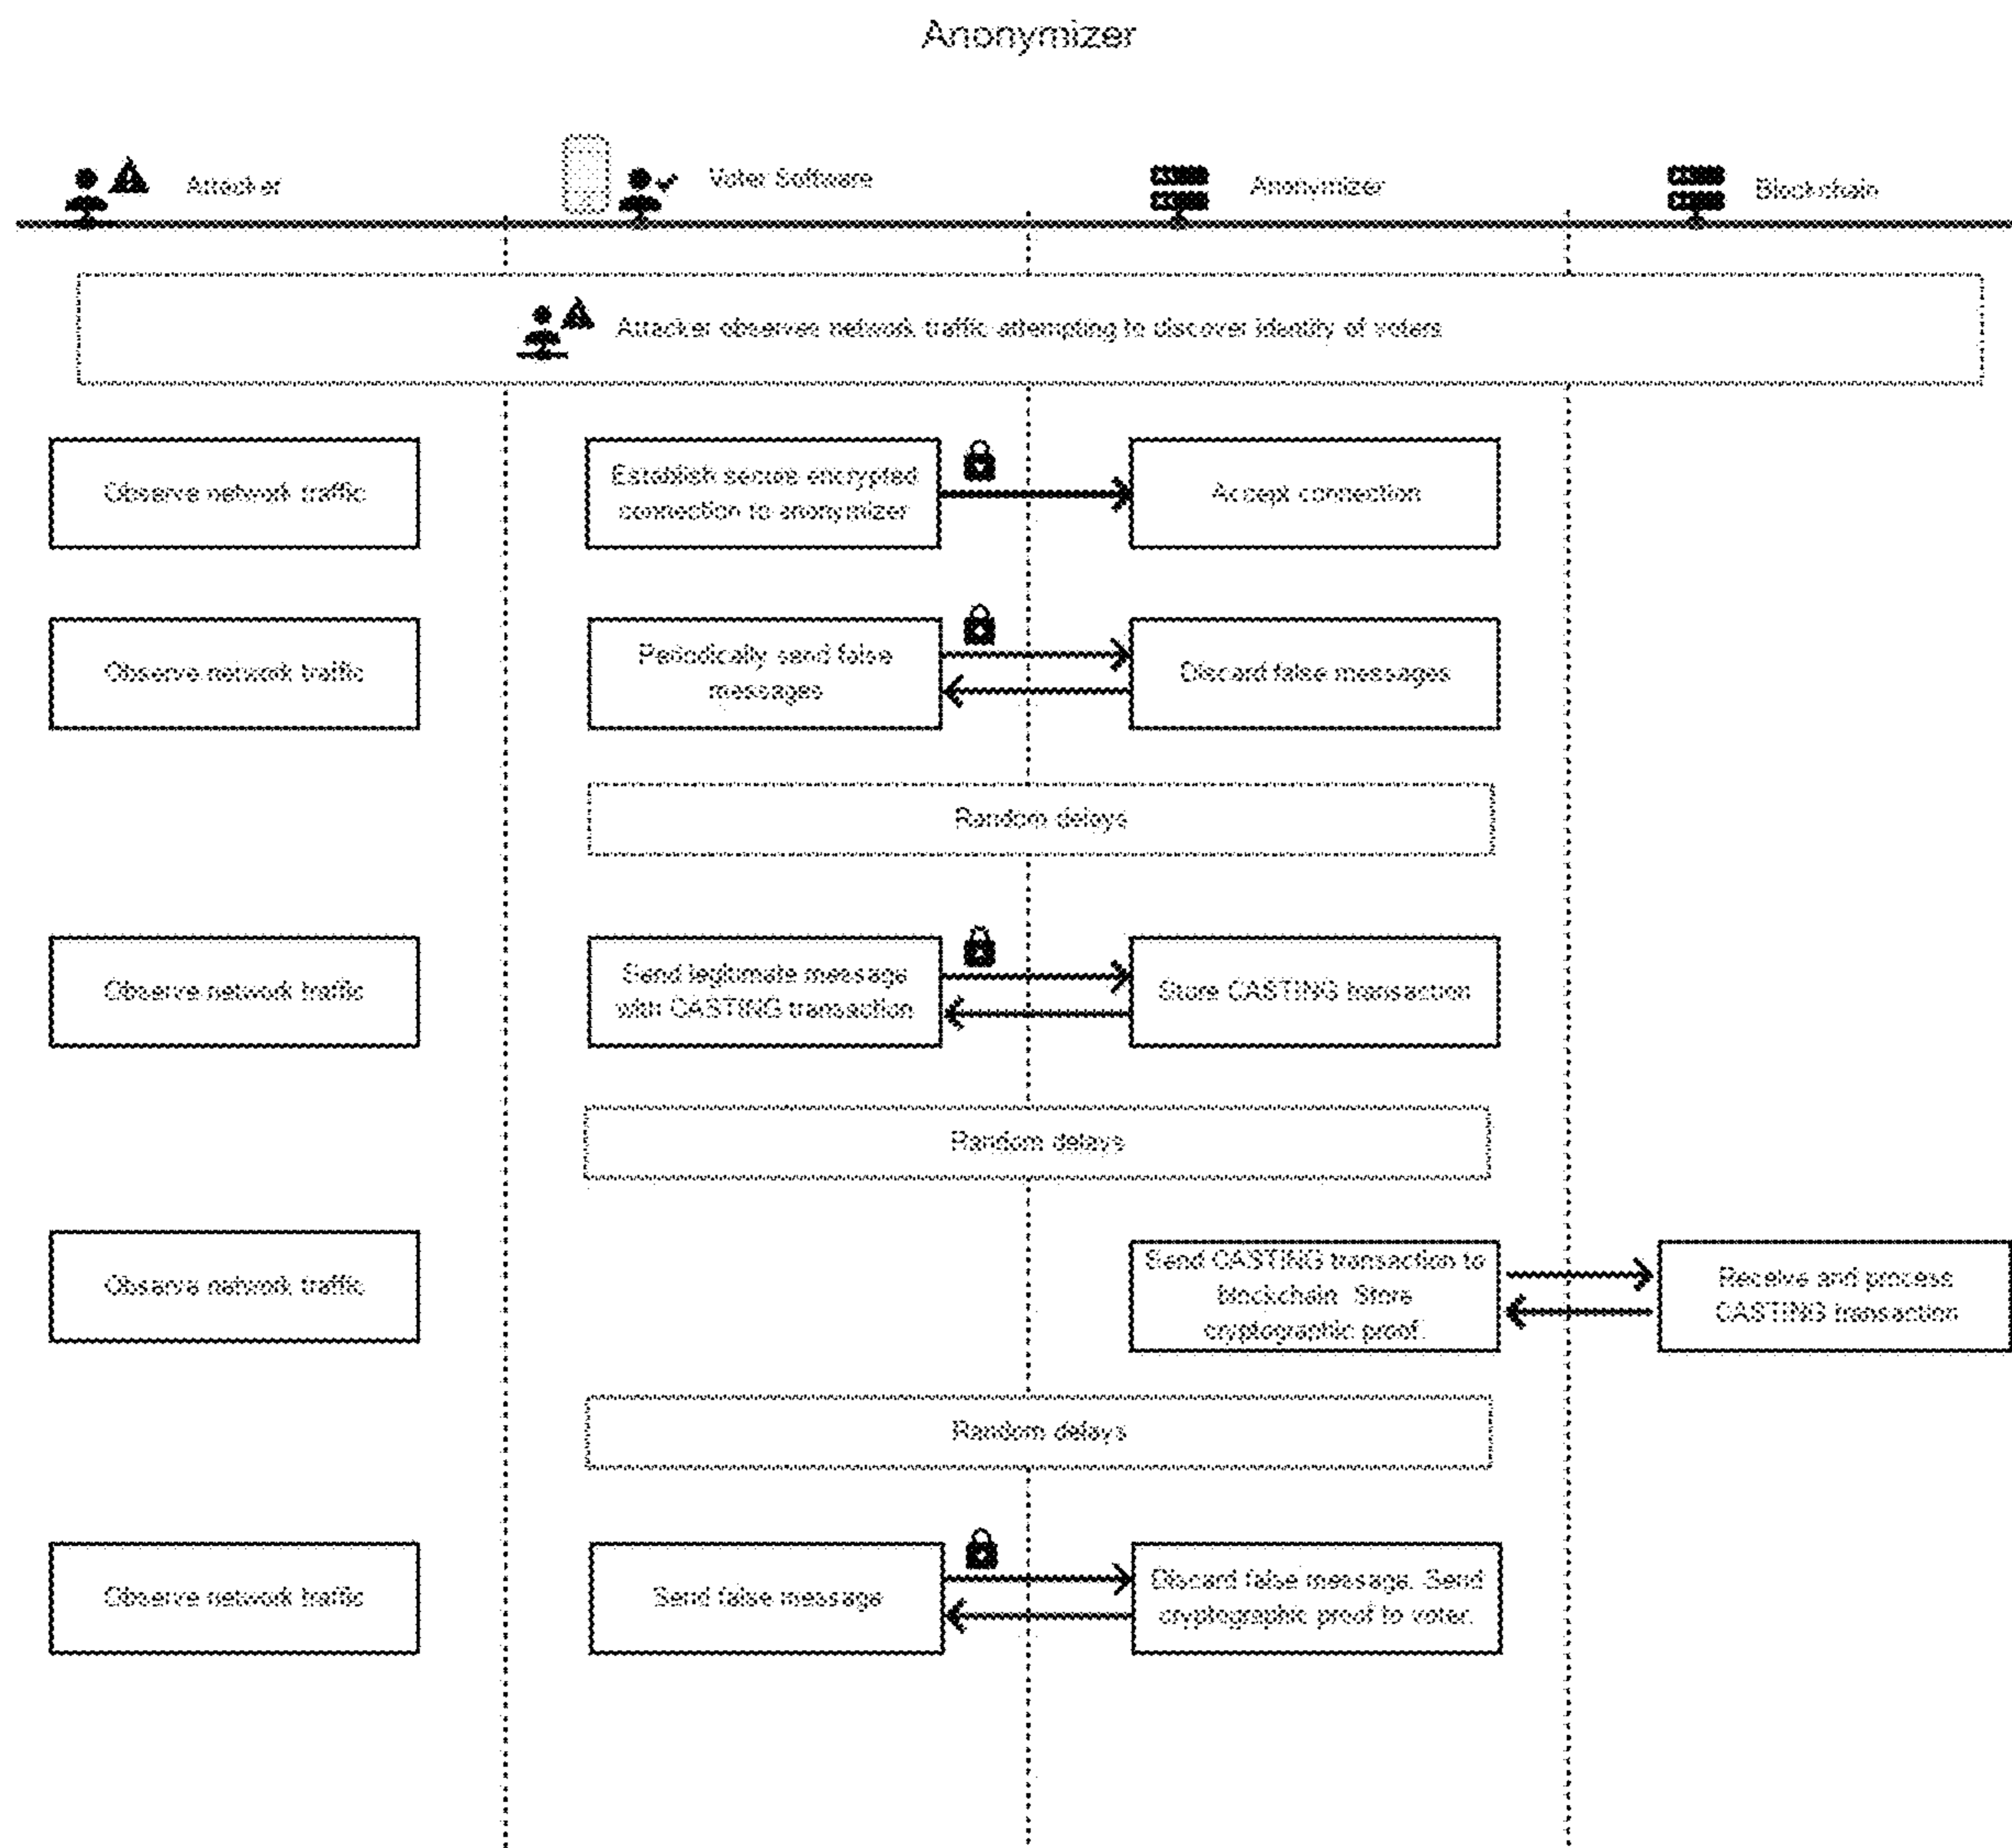 Anonymizer
Attacker
Voter Software
Anonymizer
Blockchain
Attacker observes network traffic attempting to discover identity of voters
Observe network traffic
Establish secure encrypted
connection to anonymizer
Accept connection
Observe network traffic
Periodically send false
messages
Discard false messages
Random delays
Observe network traffic
Send legitimate message
with CASTING transaction
Store CASTING transaction
Random delays
Observe network traffic
Send CASTING transaction to
blockchain. Store
cryptographic proof.
Receive and process
CASTING transaction
Random delays
Observe network traffic
Send false message
Discard false message. Send
cryptographic proof to voter.